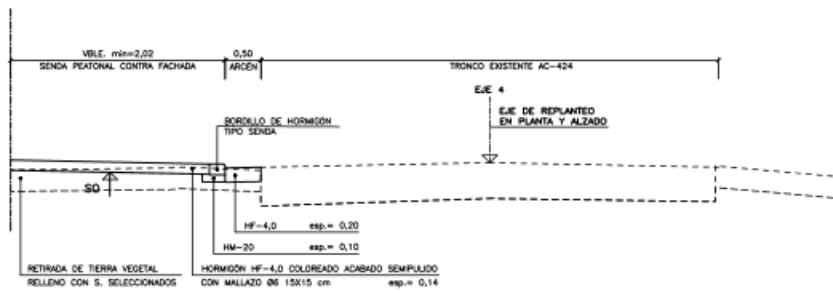 VBLE. min=2,02
SENDA PEATONAL CONTRA FACHADA
0,50
ARCÉN
TRONCO EXISTENTE AC-424
EJE 4
EJE DE REPLANTEO
EN PLANTA Y ALZADO
BORDILLO DE HORMIGÓN
TIPO SENDA
S0
HF-4,0 esp.= 0,20
HM-20 esp.= 0,10
RETIRADA DE TIERRA VEGETAL
RELLENO CON S. SELECCIONADOS
HORMIGÓN HF-4,0 COLOREADO ACABADO SEMIPULIDO
CON MALLAZO Ø6 15X15 cm esp.= 0,14